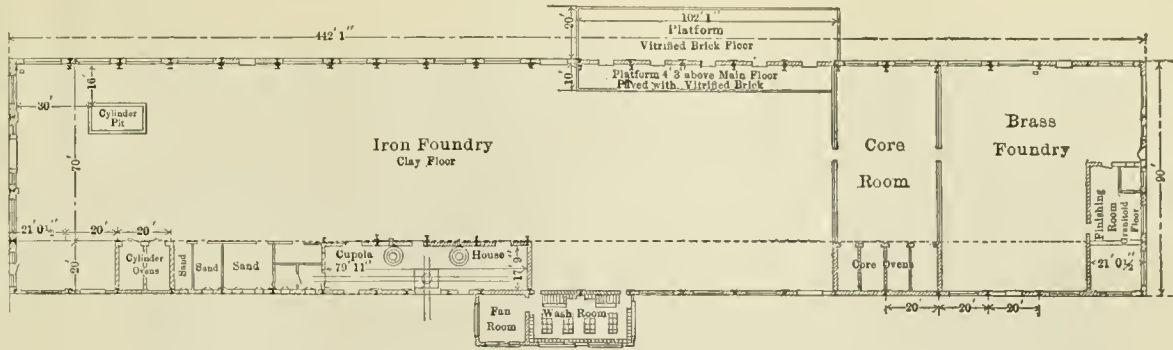 20'
102' 1"
Platform
Vitrified Brick Floor
442' 1"
10'
Platform 4' 3" above Main Floor
Paved with Vitrified Brick
16'
30'
Cylinder
Pit
70'
Iron Foundry
Clay Floor
Core
Room
Brass
Foundry
90'
Finishing
Room
Granitoid
Floor
21' 0½"
20'
20'
20'
Cylinder
Ovens
Sand
Sand
Sand
Cupola
House
79' 11"
17' 9"
Core Ovens
21' 0½"
20'
20'
20'
Fan
Room
Wash Room